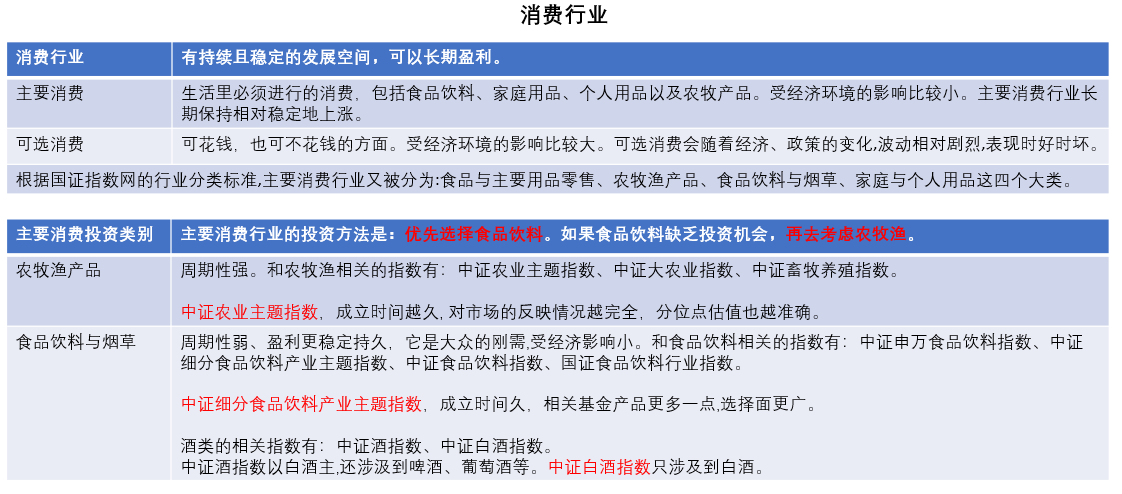 消费行业
消费行业
有持续且稳定的发展空间，可以长期盈利。
主要消费
生活里必须进行的消费，包括食品饮料、家庭用品、个人用品以及农牧产品。受经济环境的影响比较小。主要消费行业长
期保持相对稳定地上涨。
可选消费
可花钱，也可不花钱的方面。受经济环境的影响比较大。可选消费会随着经济、政策的变化,波动相对剧烈,表现时好时坏。
根据国证指数网的行业分类标准,主要消费行业又被分为:食品与主要用品零售、农牧渔产品、食品饮料与烟草、家庭与个人用品这四个大类。
主要消费投资类别
主要消费行业的投资方法是：优先选择食品饮料。如果食品饮料缺乏投资机会，再去考虑农牧渔。
农牧渔产品
周期性强。和农牧渔相关的指数有：中证农业主题指数、中证大农业指数、中证畜牧养殖指数。
中证农业主题指数，成立时间越久,对市场的反映情况越完全，分位点估值也越准确。
食品饮料与烟草
周期性弱、盈利更稳定持久，它是大众的刚需,受经济影响小。和食品饮料相关的指数有：中证申万食品饮料指数、中证
细分食品饮料产业主题指数、中证食品饮料指数、国证食品饮料行业指数。
中证细分食品饮料产业主题指数，成立时间久，相关基金产品更多一点,选择面更广。
酒类的相关指数有：中证酒指数、中证白酒指数。
中证酒指数以白酒主,还涉汲到啤酒、葡萄酒等。中证白酒指数只涉及到白酒。